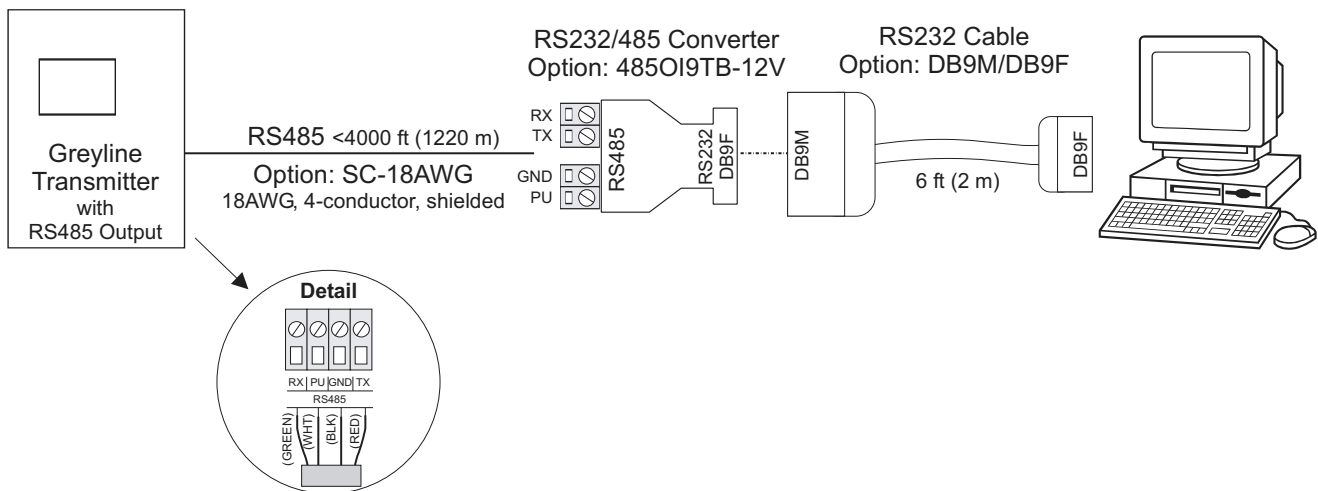 Greyline
Transmitter
with
RS485 Output
RS485 <4000 ft (1220 m)
Option: SC-18AWG
18AWG, 4-conductor, shielded
RS232/485 Converter
Option: 485OI9TB-12V
RX
TX
GND
PU
RS485
RS232
DB9F
RS232 Cable
Option: DB9M/DB9F
DB9M
6 ft (2 m)
DB9F
Detail
RX PU GND TX
RS485
(GREEN)
(WHT)
(BLK)
(RED)